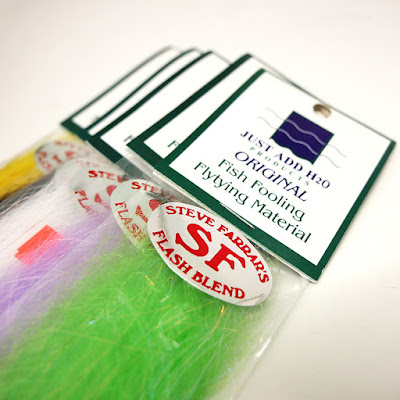 JUST ADD H2O
PRODUCTS
ORIGINAL
Fish Fooling
Flytying Material
STEVE FARRAR'S
SF
FLASH BLEND